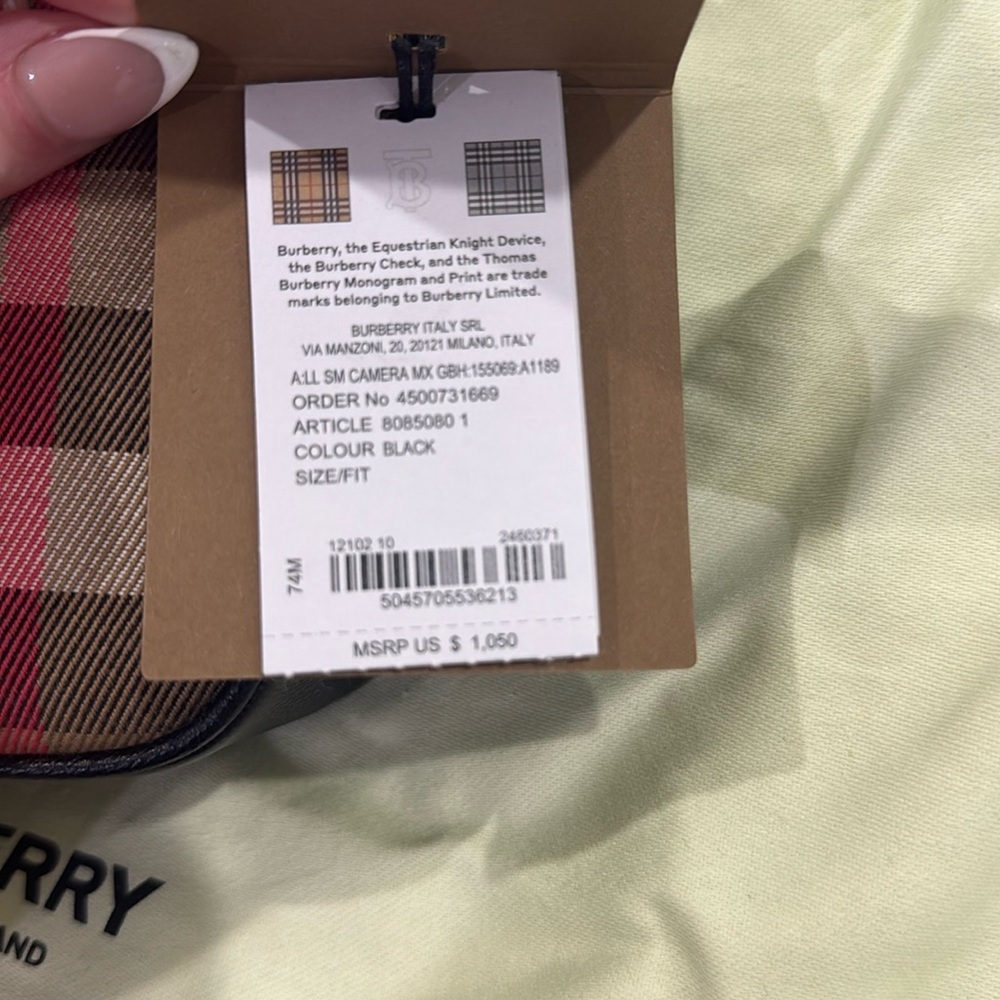 Burberry, the Equestrian Knight Device,
the Burberry Check, and the Thomas
Burberry Monogram and Print are trade
marks belonging to Burberry Limited.
BURBERRY ITALY SRL
VIA MANZONI, 20, 20121 MILANO, ITALY
A:LL SM CAMERA MX GBH:155069:A1189
ORDER No 4500731669
ARTICLE 8085080 1
COLOUR BLACK
SIZE/FIT
12102 10 2460371
74M
5045705536213
MSRP US $ 1,050
ERRY
AND